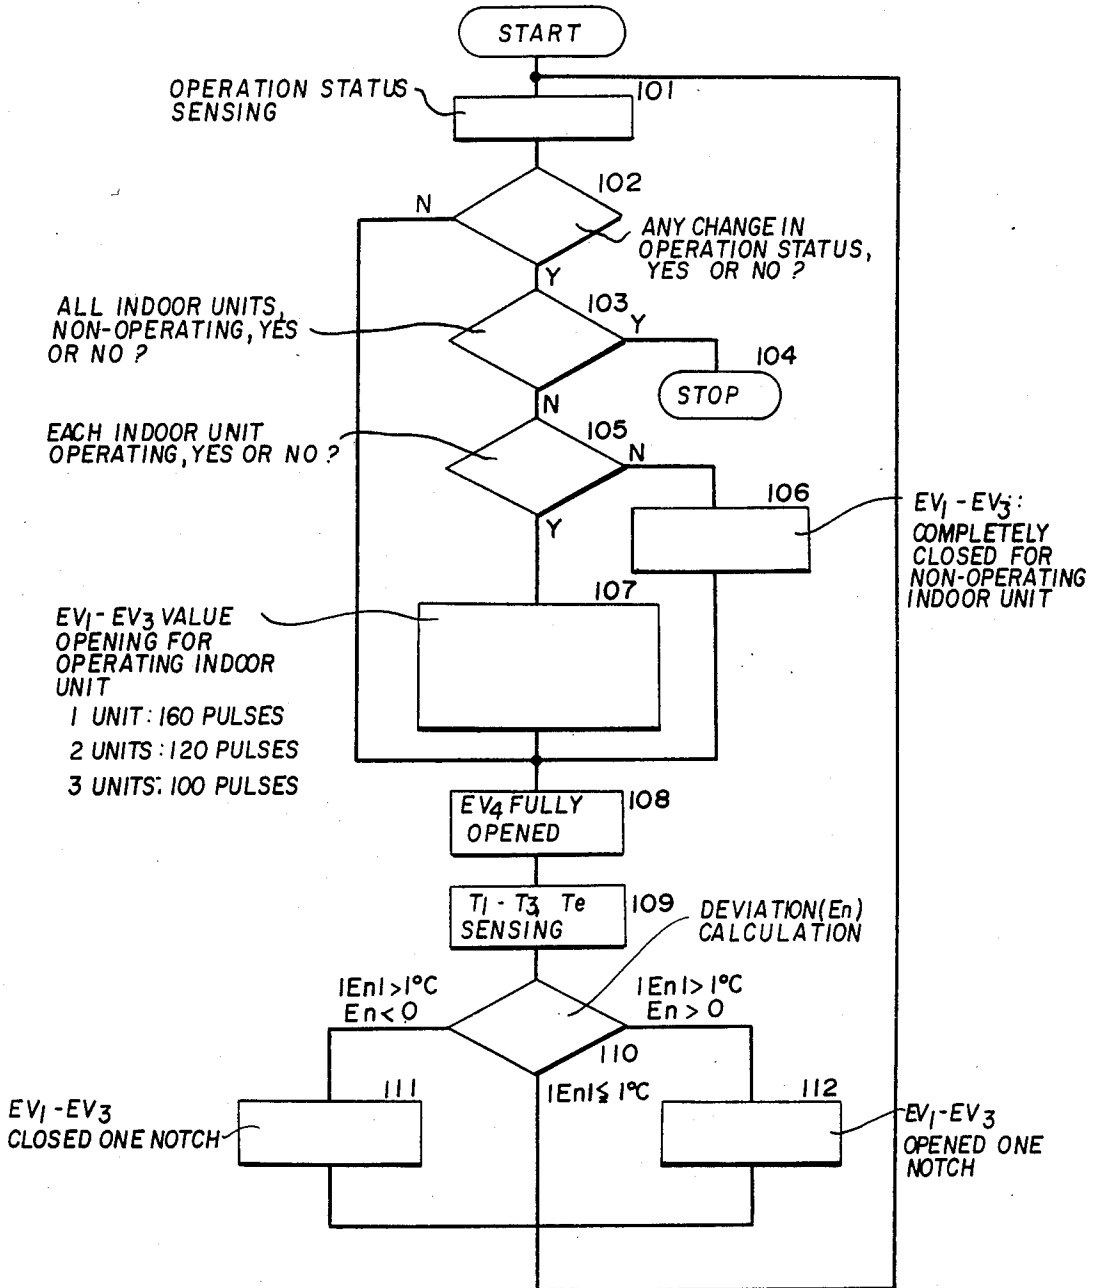 START
OPERATION STATUS
SENSING
101
102
N
ANY CHANGE IN
OPERATION STATUS,
YES OR NO ?
Y
ALL INDOOR UNITS,
NON-OPERATING, YES
OR NO ?
103
Y
104
STOP
N
EACH INDOOR UNIT
OPERATING, YES OR NO ?
105
N
Y
106
EV1 - EV3 :
COMPLETELY
CLOSED FOR
NON-OPERATING
INDOOR UNIT
107
EV1 - EV3 VALUE
OPENING FOR
OPERATING INDOOR
UNIT
1 UNIT : 160 PULSES
2 UNITS : 120 PULSES
3 UNITS : 100 PULSES
EV4 FULLY
OPENED
108
T1 - T3, Te
SENSING
109
DEVIATION (En)
CALCULATION
|En| > 1°C
En < 0
|En| > 1°C
En > 0
110
|En| ≦ 1°C
111
EV1 - EV3
CLOSED ONE NOTCH
112
EV1 - EV3
OPENED ONE
NOTCH